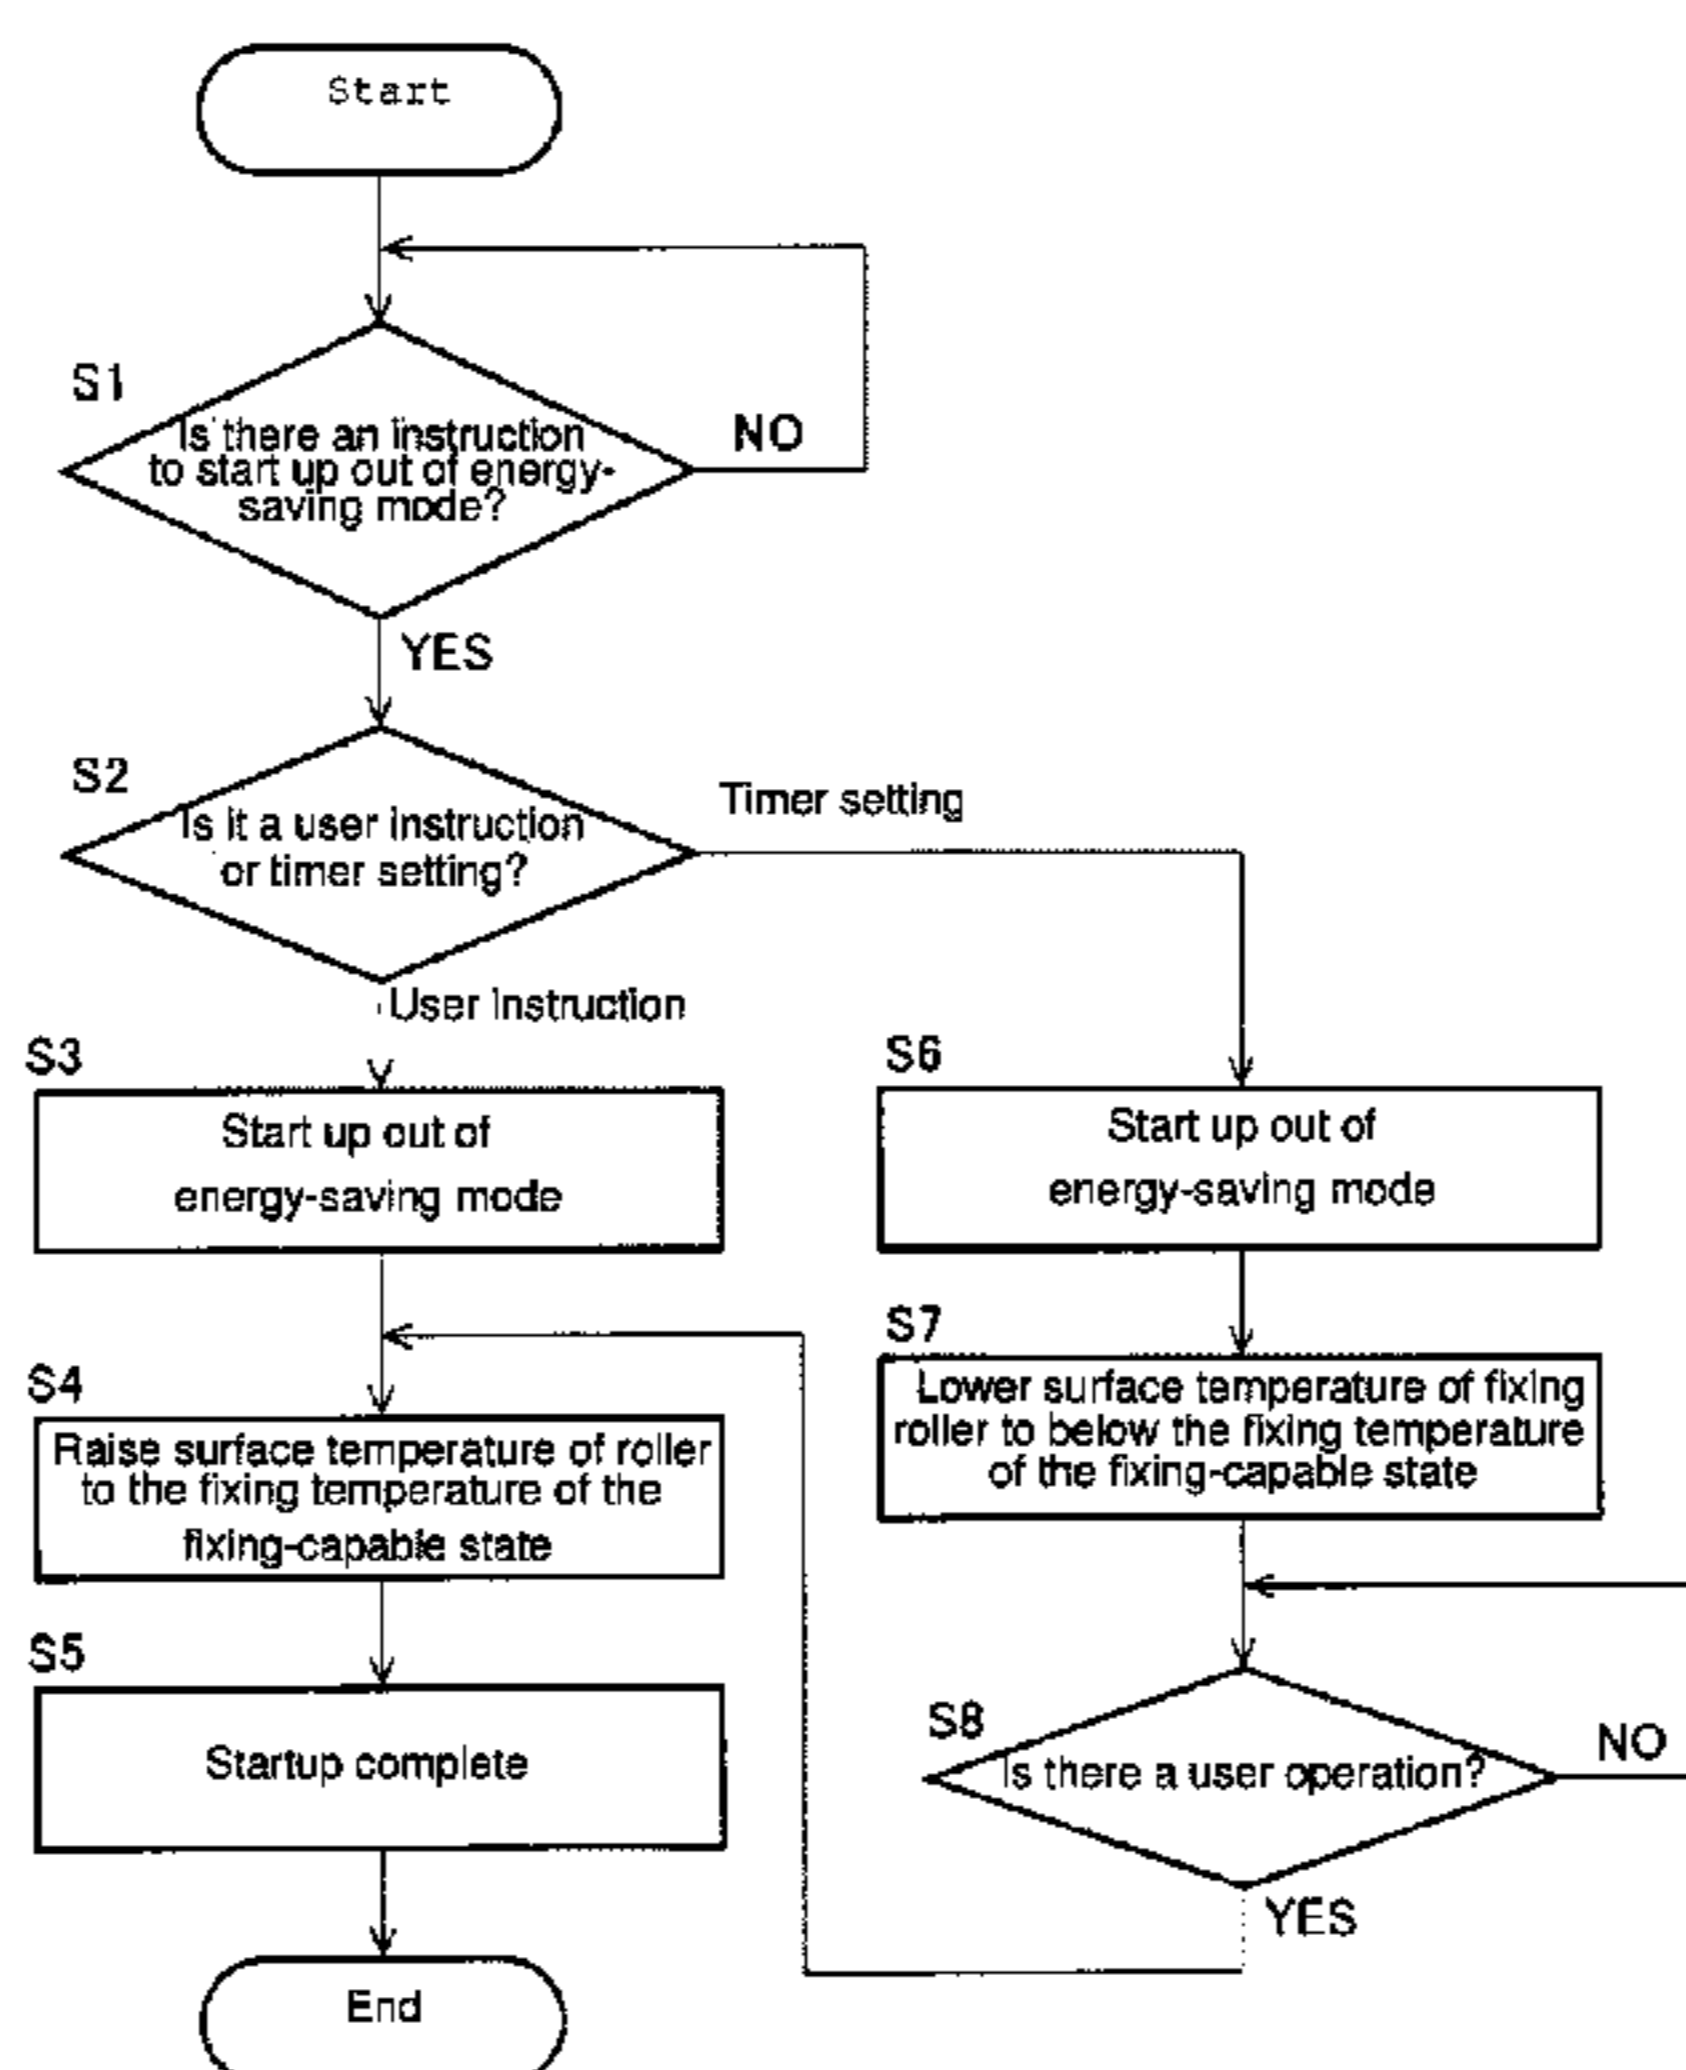 Start
S1
Is there an instruction
to start up out of energy-
saving mode?
NO
YES
S2
Is it a user instruction
or timer setting?
Timer setting
User instruction
S3
Start up out of
energy-saving mode
S6
Start up out of
energy-saving mode
S4
Raise surface temperature of roller
to the fixing temperature of the
fixing-capable state
S7
Lower surface temperature of fixing
roller to below the fixing temperature
of the fixing-capable state
S5
Startup complete
S8
Is there a user operation?
NO
YES
End